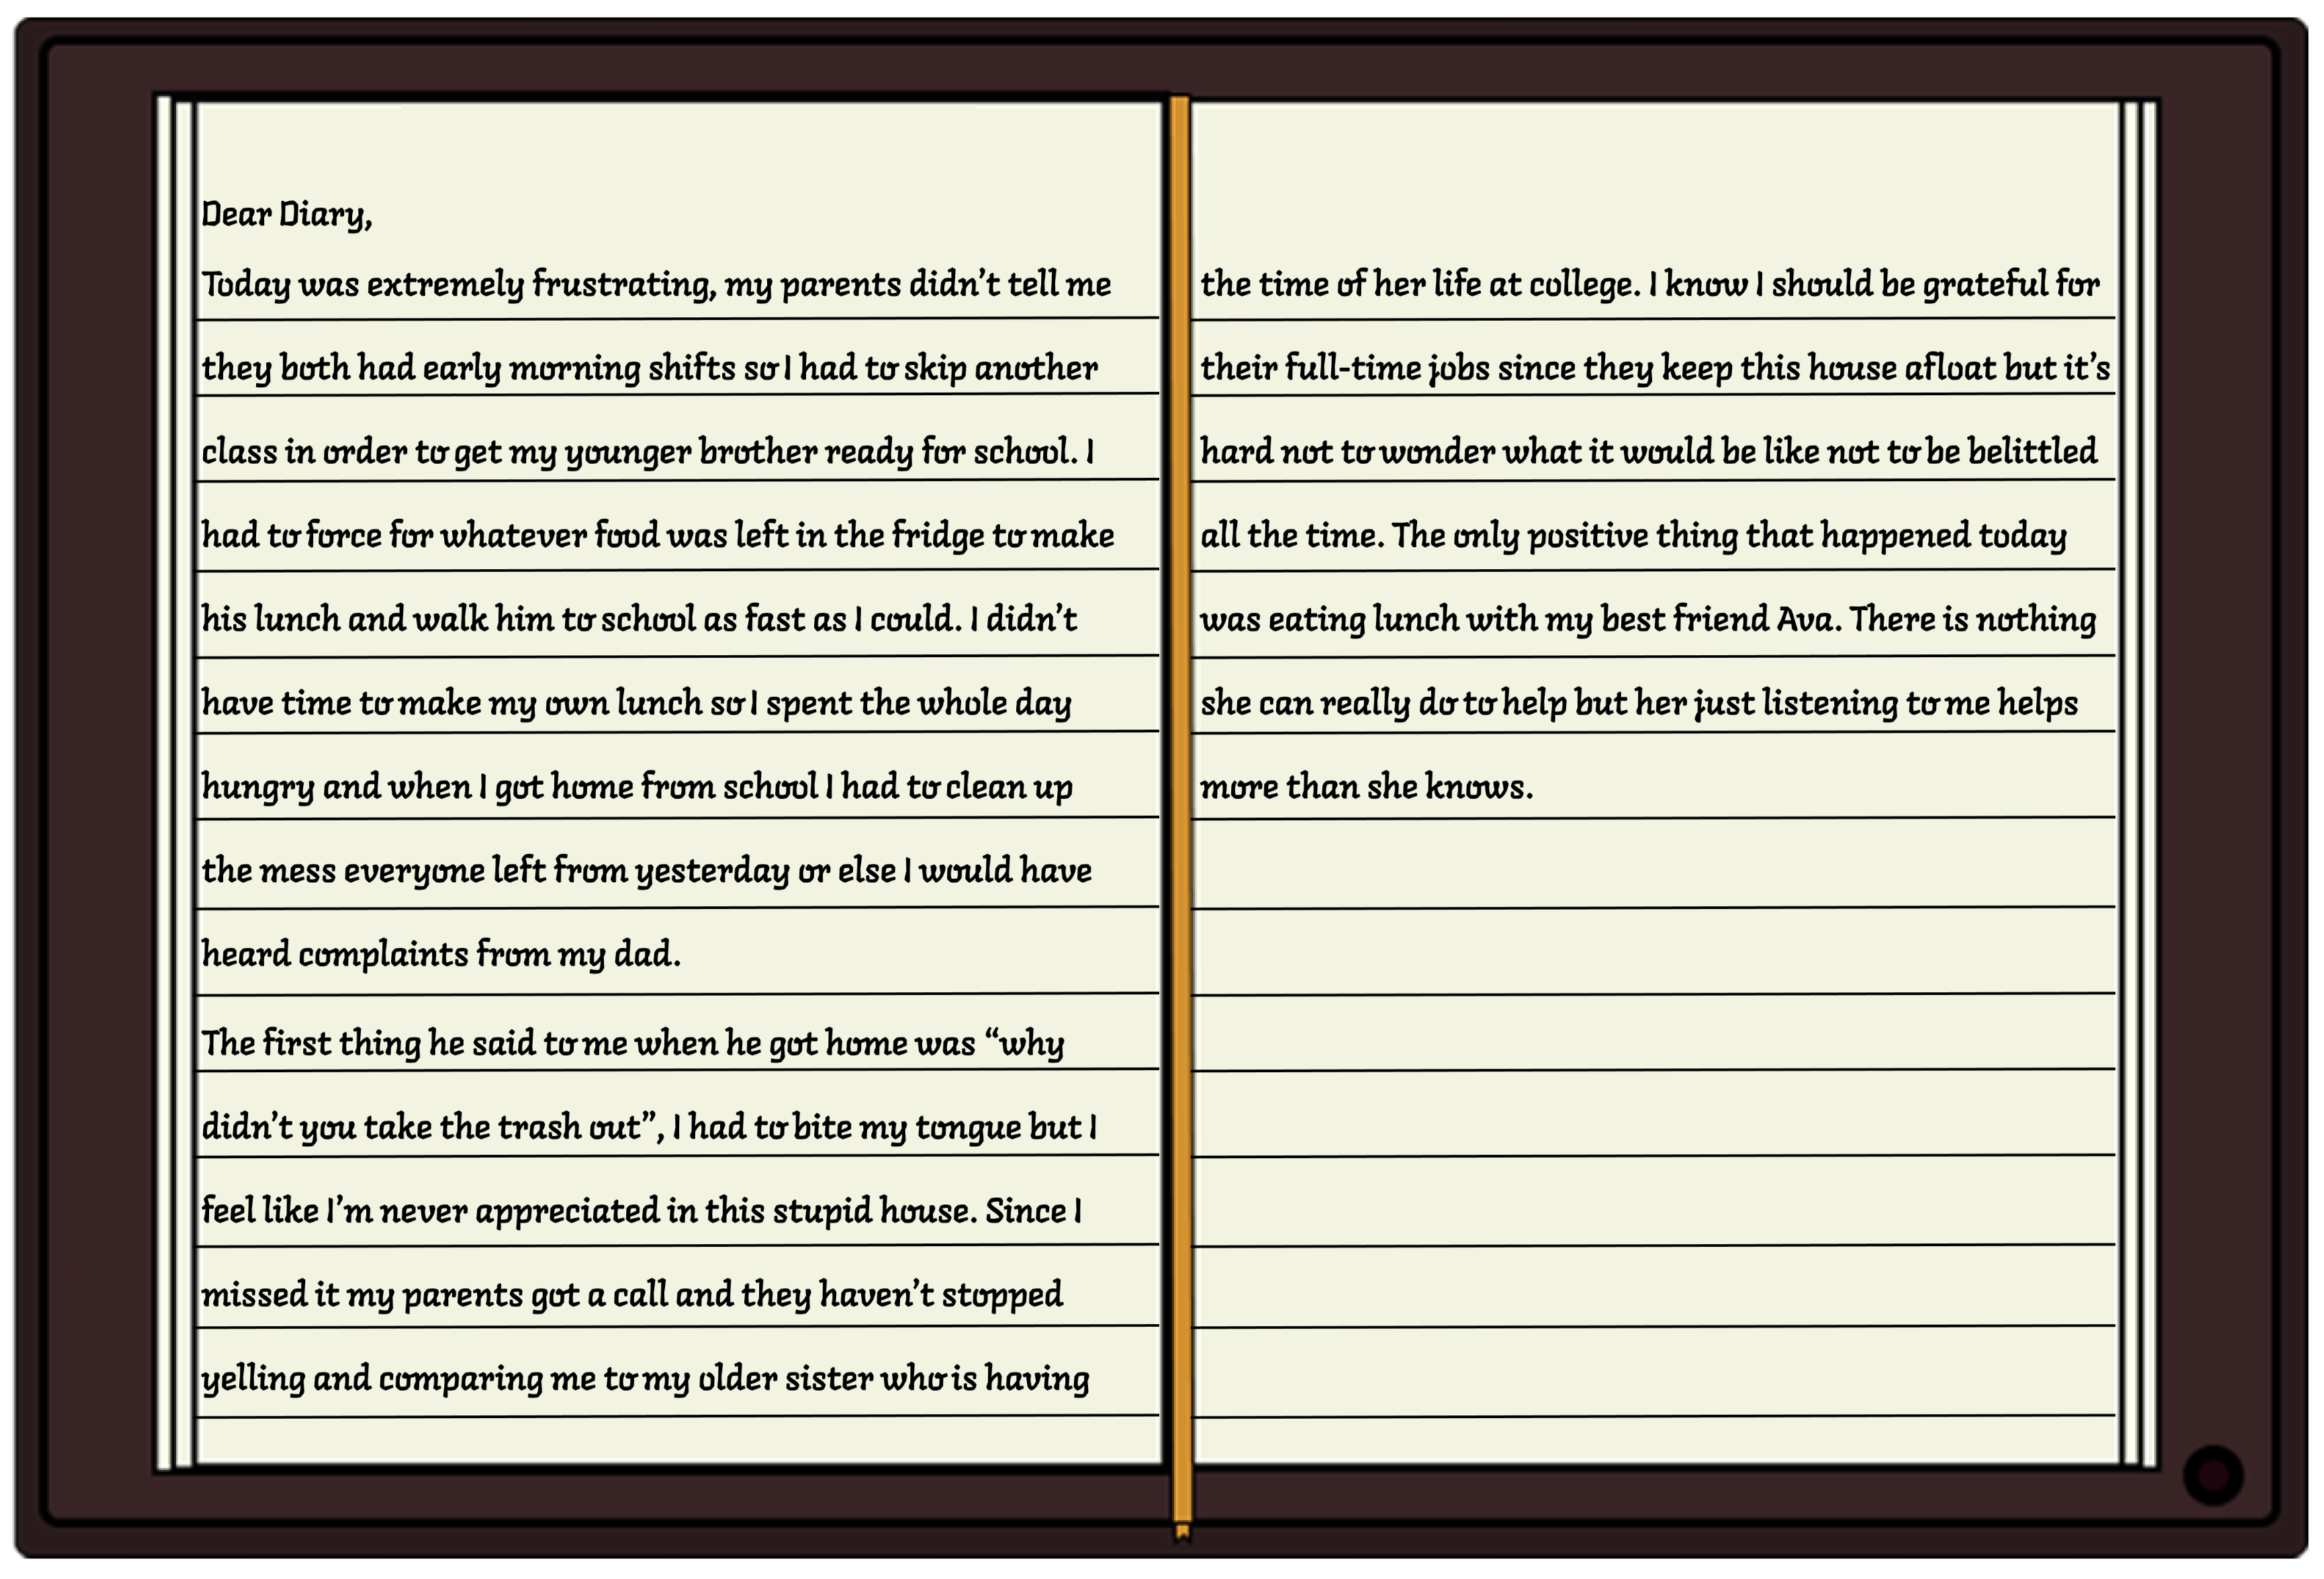 Dear Diary,
Today was extremely frustrating, my parents didn't tell me
they both had early morning shifts so I had to skip another
class in order to get my younger brother ready for school. I
had to force for whatever food was left in the fridge to make
his lunch and walk him to school as fast as I could. I didn't
have time to make my own lunch so I spent the whole day
hungry and when I got home from school I had to clean up
the mess everyone left from yesterday or else I would have
heard complaints from my dad.
The first thing he said to me when he got home was “why
didn't you take the trash out”, I had to bite my tongue but I
feel like I'm never appreciated in this stupid house. Since I
missed it my parents got a call and they haven't stopped
yelling and comparing me to my older sister who is having
the time of her life at college. I know I should be grateful for
their full-time jobs since they keep this house afloat but it's
hard not to wonder what it would be like not to be belittled
all the time. The only positive thing that happened today
was eating lunch with my best friend Ava. There is nothing
she can really do to help but her just listening to me helps
more than she knows.